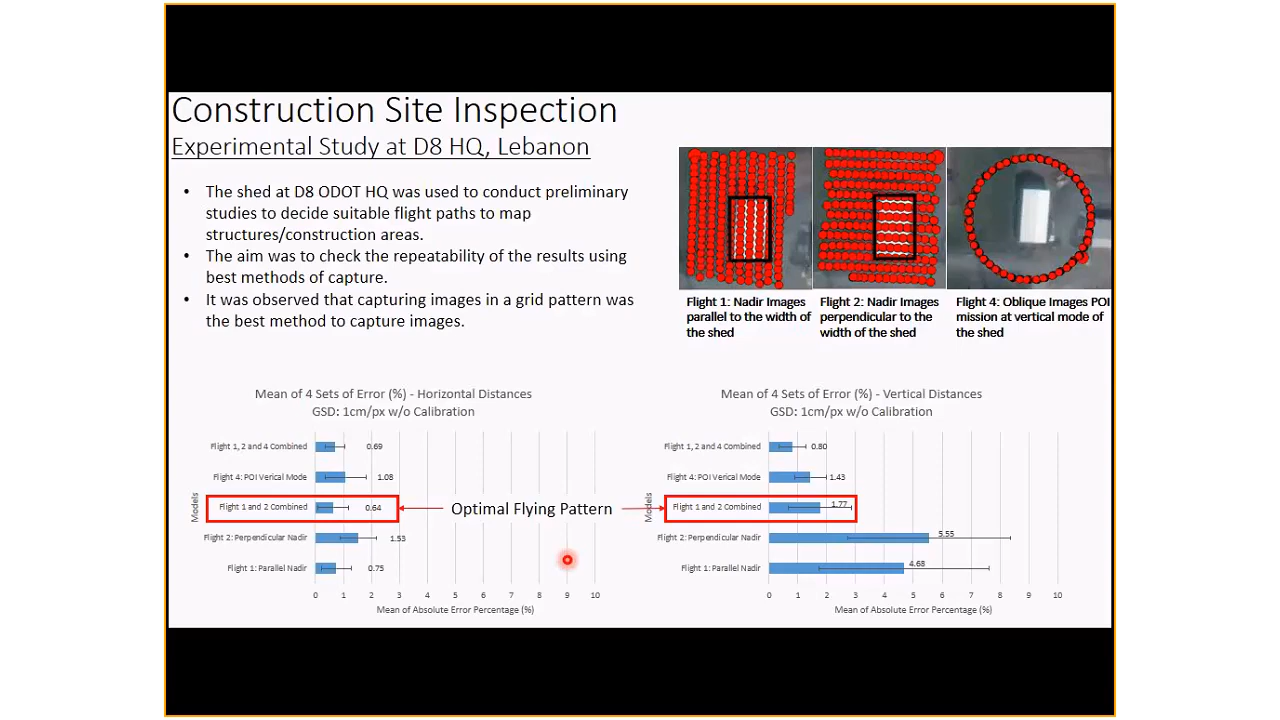 Construction Site Inspection
Experimental Study at D8 HQ, Lebanon
• The shed at D8 ODOT HQ was used to conduct preliminary
studies to decide suitable flight paths to map
structures/construction areas.
• The aim was to check the repeatability of the results using
best methods of capture.
• It was observed that capturing images in a grid pattern was
the best method to capture images.
Flight 1: Nadir Images
parallel to the width of
the shed
Flight 2: Nadir Images
perpendicular to the
width of the shed
Flight 4: Oblique Images POI
mission at vertical mode of
the shed
Mean of 4 Sets of Error (%) - Horizontal Distances
GSD: 1cm/px w/o Calibration
Models
Flight 1, 2 and 4 Combined 0.69
Flight 4: POI Verical Mode 1.08
Flight 1 and 2 Combined 0.64
Flight 2: Perpendicular Nadir 1.53
Flight 1: Parallel Nadir 0.75
0 1 2 3 4 5 6 7 8 9 10
Mean of Absolute Error Percentage (%)
Optimal Flying Pattern
Mean of 4 Sets of Error (%) - Vertical Distances
GSD: 1cm/px w/o Calibration
Models
Flight 1, 2 and 4 Combined 0.80
Flight 4: POI Verical Mode 1.43
Flight 1 and 2 Combined 1.77
Flight 2: Perpendicular Nadir 5.55
Flight 1: Parallel Nadir 4.68
0 1 2 3 4 5 6 7 8 9 10
Mean of Absolute Error Percentage (%)